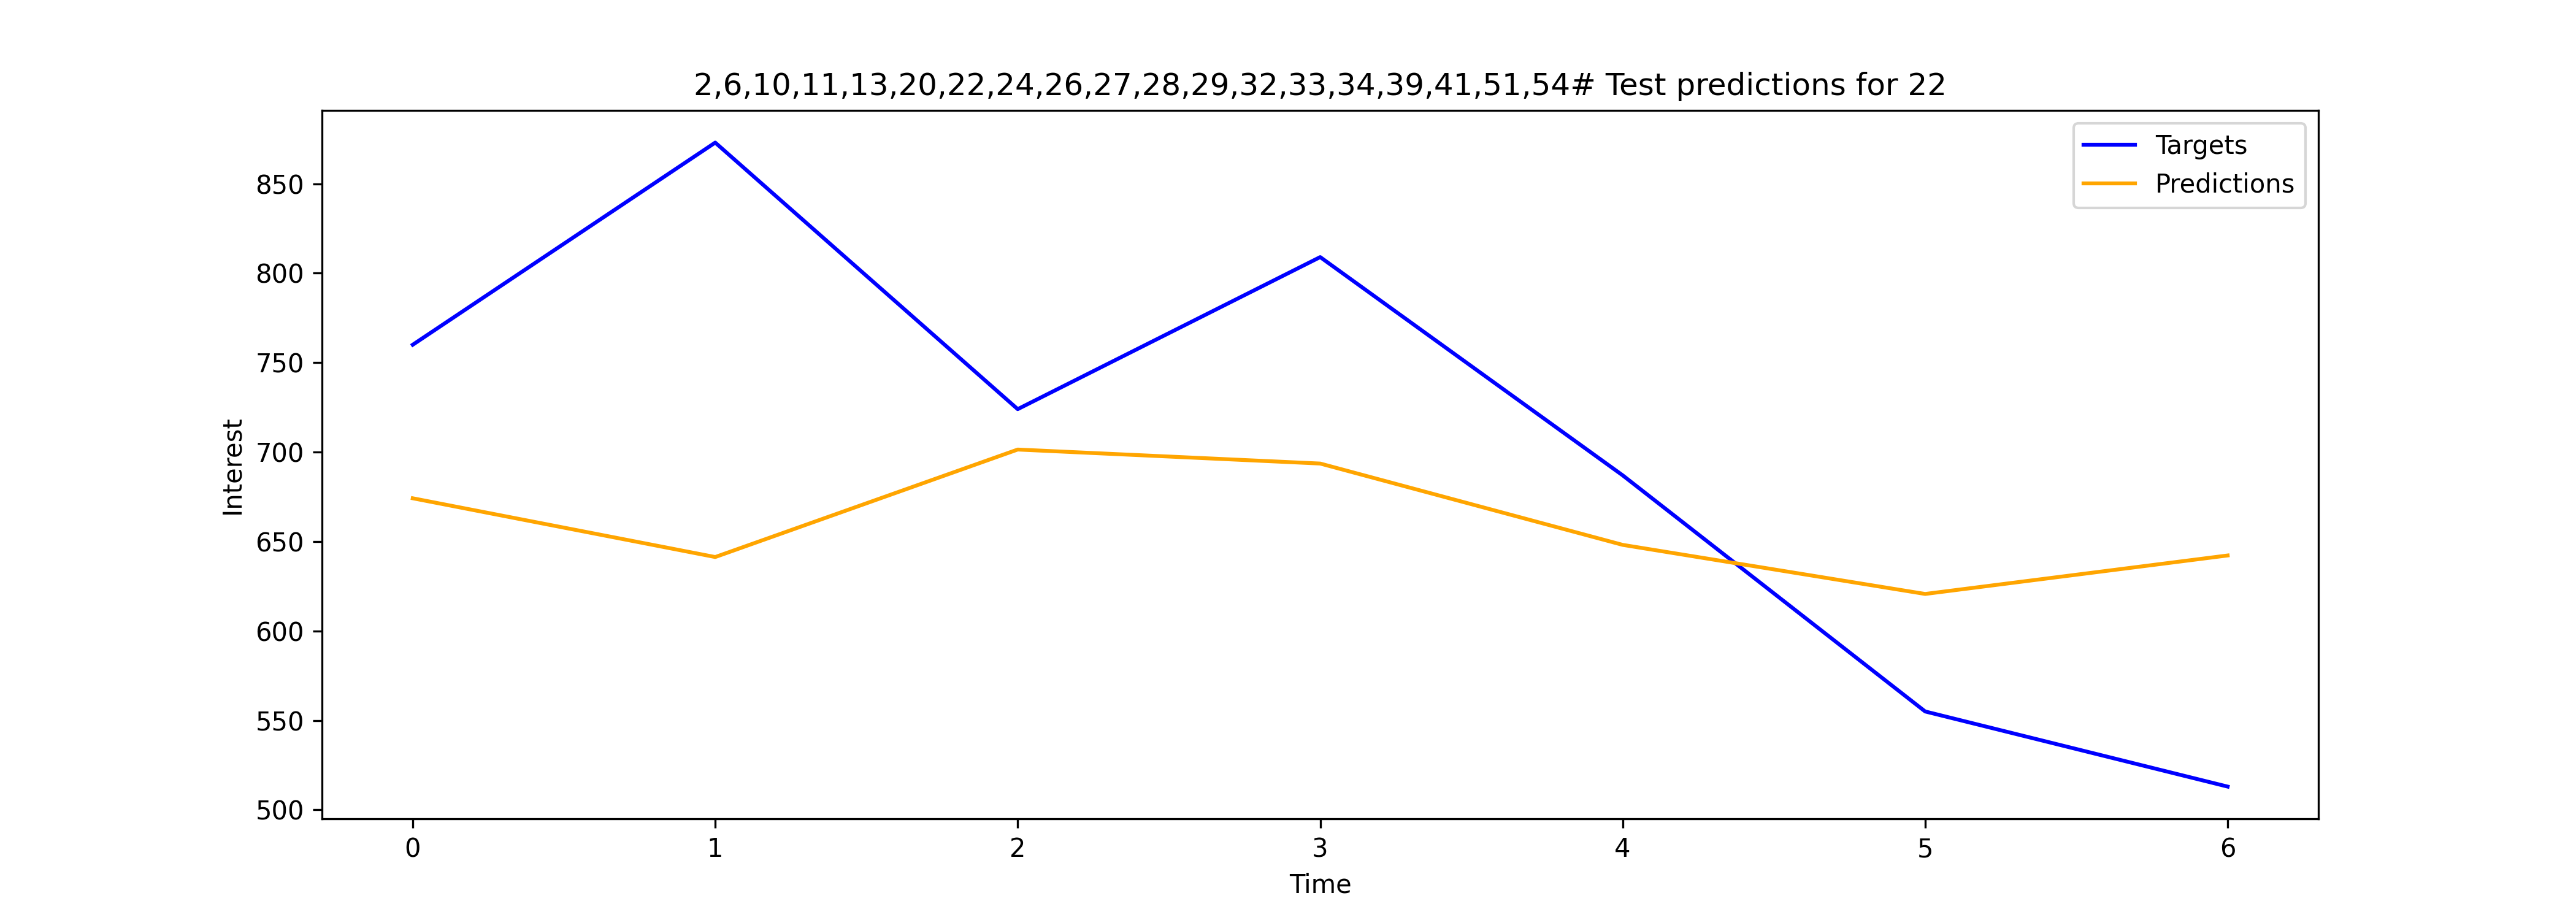 2,6,10,11,13,20,22,24,26,27,28,29,32,33,34,39,41,51,54# Test predictions for 22
Targets
Predictions
850
800
750
700
650
600
550
500
Interest
0 1 2 3 4 5 6
Time